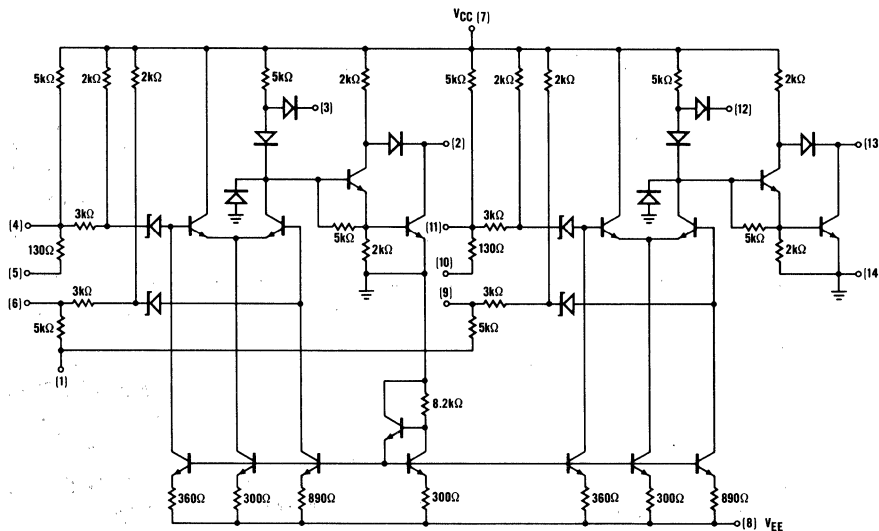 VCC (7)
5kΩ
2kΩ
2kΩ
5kΩ
2kΩ
5kΩ
2kΩ
2kΩ
5kΩ
2kΩ
(3)
(12)
(2)
(13
(4)
3kΩ
5kΩ
2kΩ
(11)
3kΩ
5kΩ
2kΩ
130Ω
130Ω
(5)
(10)
(14
(6)
3kΩ
(9)
3kΩ
5kΩ
5kΩ
(1)
8.2kΩ
360Ω
300Ω
890Ω
300Ω
360Ω
300Ω
890Ω
(8) VEE